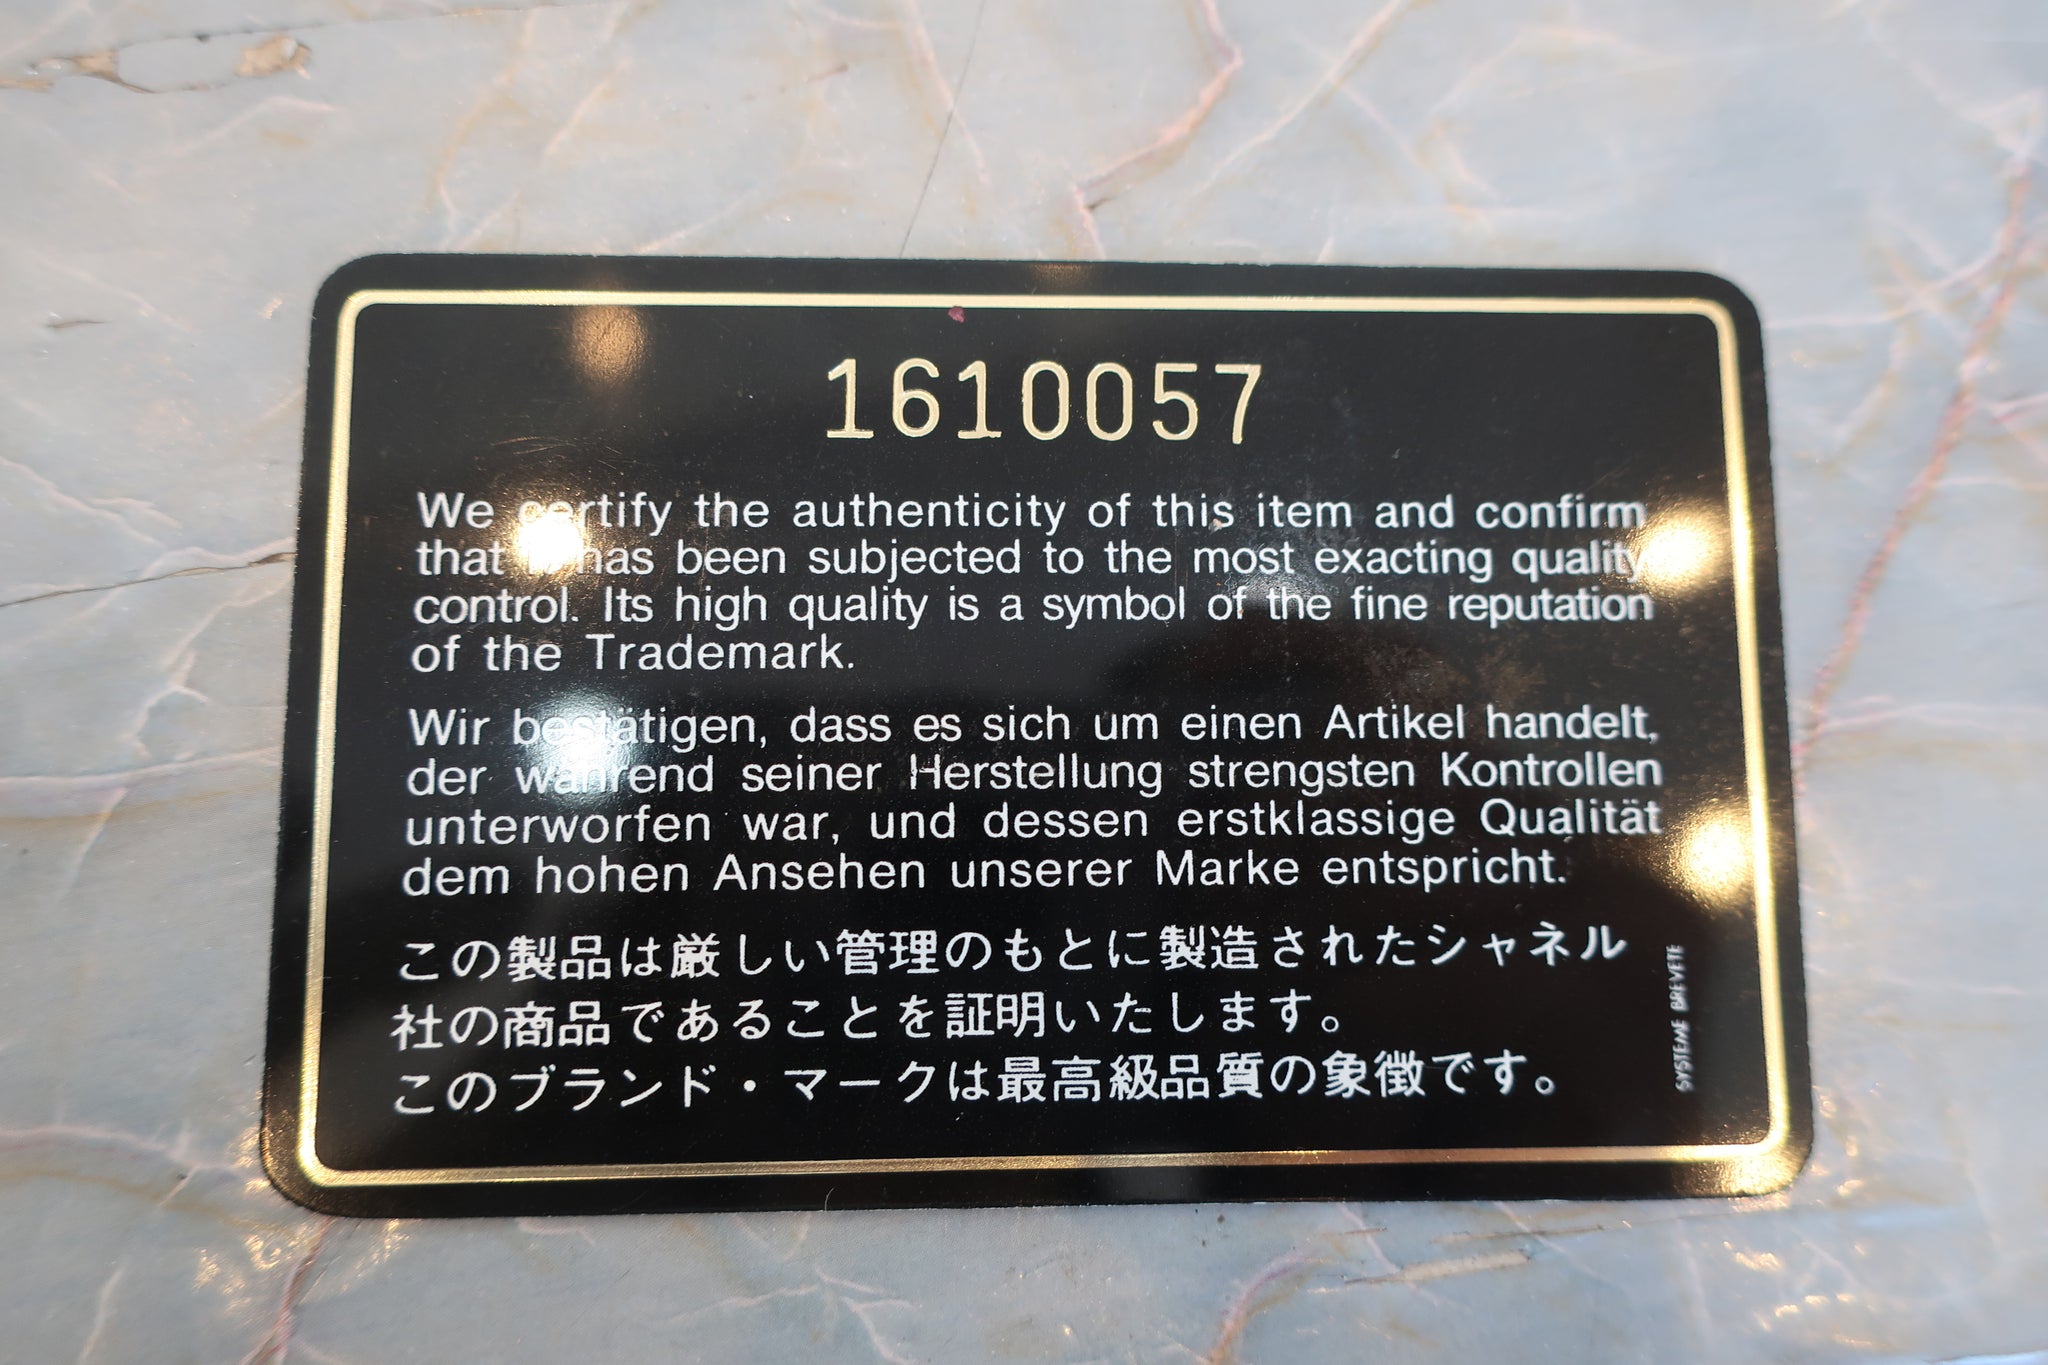 1610057
We certify the authenticity of this item and confirm
that it has been subjected to the most exacting quality
control. Its high quality is a symbol of the fine reputation
of the Trademark.
Wir bestätigen, dass es sich um einen Artikel handelt,
der während seiner Herstellung strengsten Kontrollen
unterworfen war, und dessen erstklassige Qualität
dem hohen Ansehen unserer Marke entspricht.
この製品は厳しい管理のもとに製造されたシャネル
社の商品であることを証明いたします。
このブランド・マークは最高級品質の象徴です。
SYSTEME BREVETE